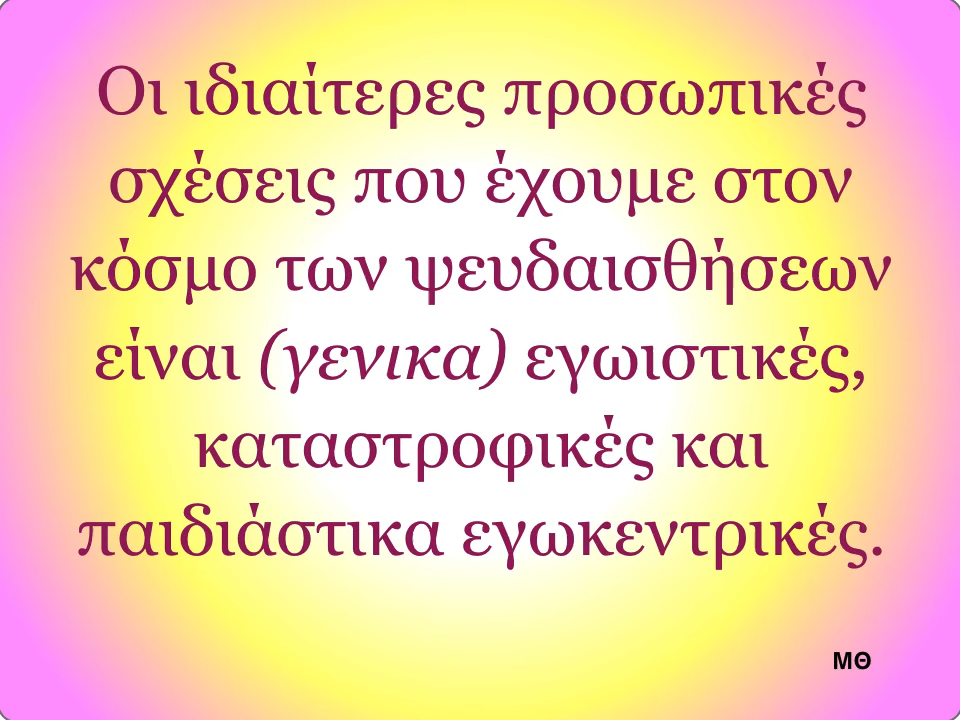 Οι ιδιαίτερες προσωπικές
σχέσεις που έχουμε στον
κόσμο των ψευδαισθήσεων
είναι (γενικα) εγωιστικές,
καταστροφικές και
παιδιάστικα εγωκεντρικές.
ΜΘ